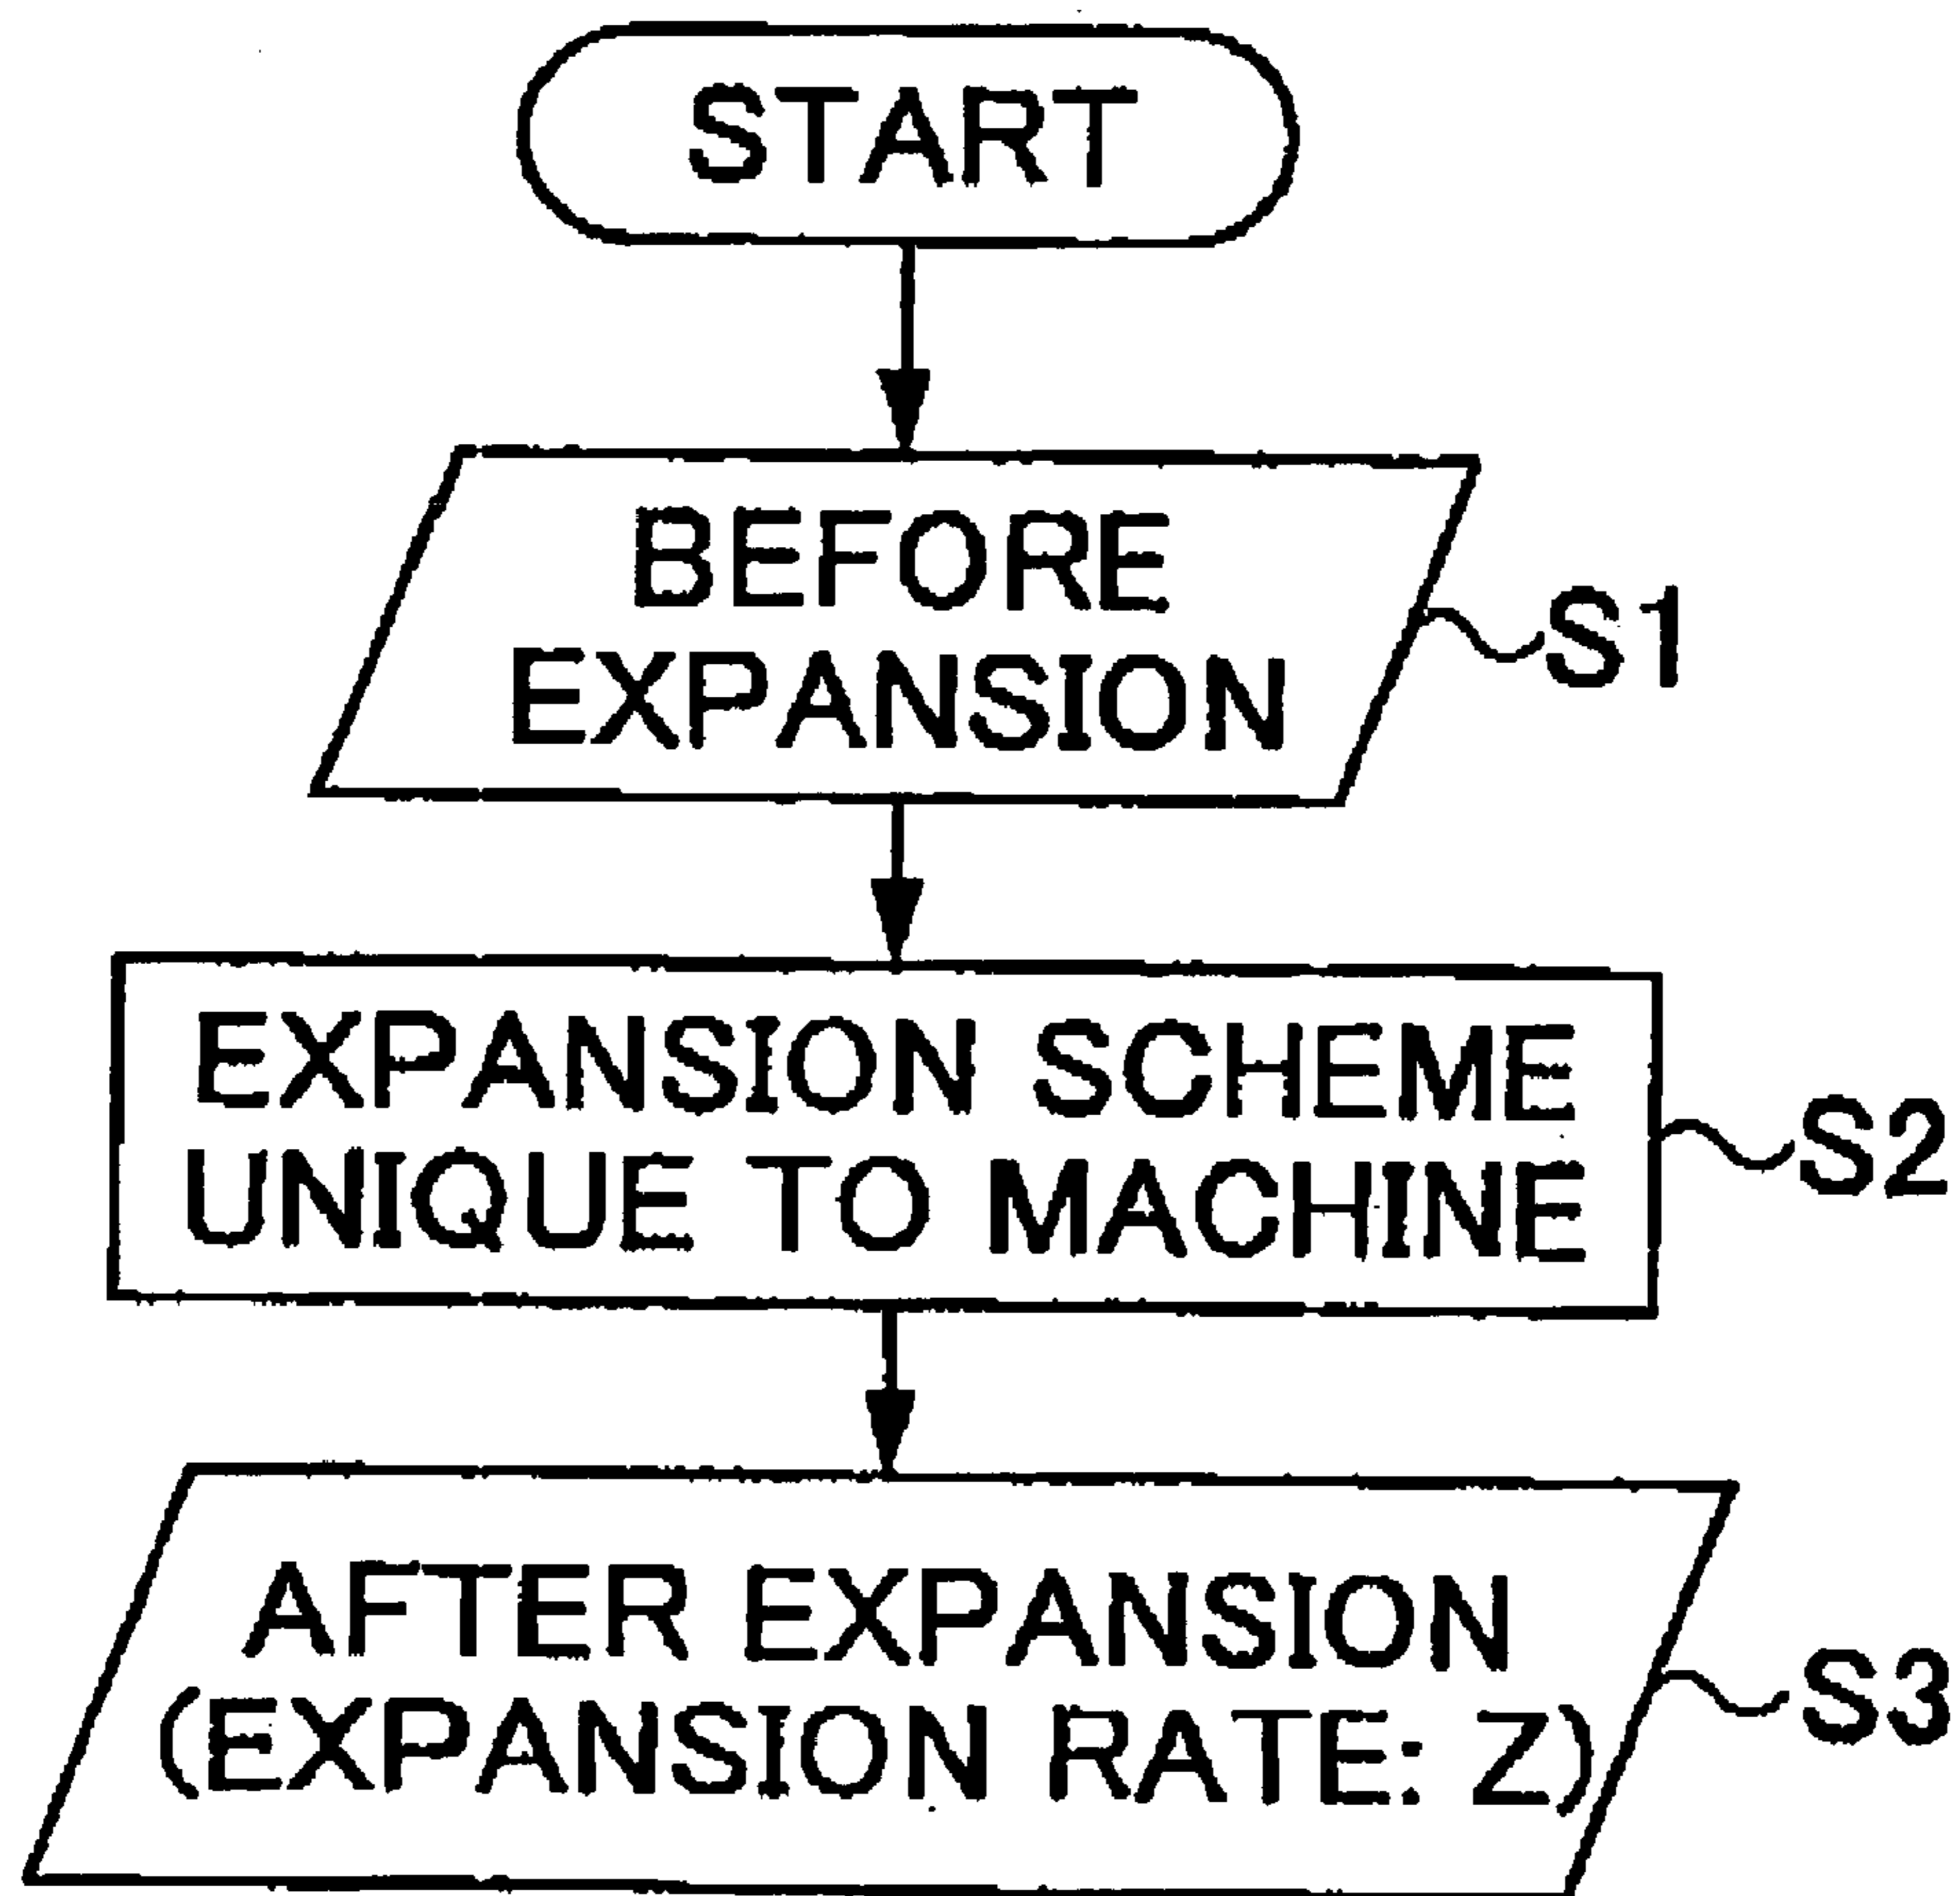 START
BEFORE
EXPANSION
S1
EXPANSION SCHEME
UNIQUE TO MACHINE
S2
AFTER EXPANSION
(EXPANSION RATE: Z)
S3